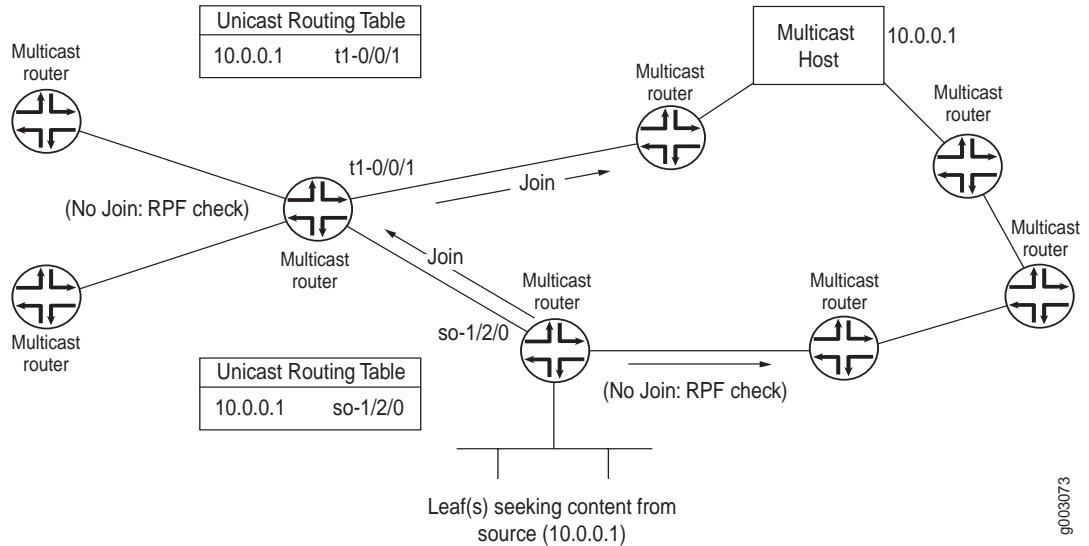 Unicast Routing Table
10.0.0.1 t1-0/0/1
Multicast
router
Multicast
Host
10.0.0.1
Multicast
router
Multicast
router
t1-0/0/1
Join
(No Join: RPF check)
Multicast
router
Join
Multicast
router
Multicast
router
Multicast
router
Multicast
router
so-1/2/0
Unicast Routing Table
10.0.0.1 so-1/2/0
(No Join: RPF check)
Leaf(s) seeking content from
source (10.0.0.1)
g003073